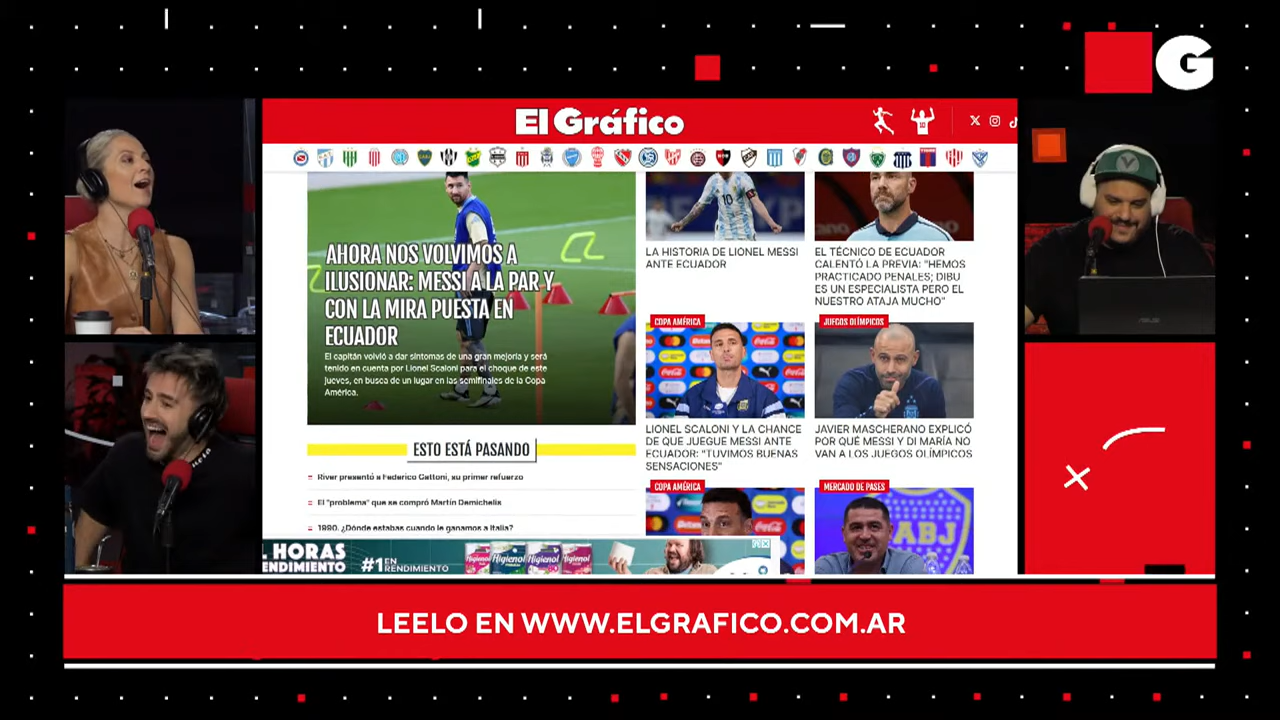 G
El Gráfico
AHORA NOS VOLVIMOS A
ILUSIONAR: MESSI A LA PAR Y
CON LA MIRA PUESTA EN
ECUADOR
El capitán volvió a dar síntomas de una gran mejoría y será
tenido en cuenta por Lionel Scaloni para el choque de este
jueves, en busca de un lugar en las semifinales de la Copa
América.
ESTO ESTÁ PASANDO
River presentó a Federico Gattoni, su primer refuerzo
El "problema" que se compró Martín Demichelis
1990. ¿Dónde estabas cuando le ganamos a Italia?
10
LA HISTORIA DE LIONEL MESSI
ANTE ECUADOR
EL TÉCNICO DE ECUADOR
CALENTÓ LA PREVIA: "HEMOS
PRACTICADO PENALES; DIBU
ES UN ESPECIALISTA PERO EL
NUESTRO ATAJA MUCHO"
COPA AMÉRICA
LIONEL SCALONI Y LA CHANCE
DE QUE JUEGUE MESSI ANTE
ECUADOR: "TUVIMOS BUENAS
SENSACIONES"
JUEGOS OLÍMPICOS
JAVIER MASCHERANO EXPLICÓ
POR QUÉ MESSI Y DI MARÍA NO
VAN A LOS JUEGOS OLÍMPICOS
COPA AMÉRICA
MERCADO DE PASES
ABJ
HORAS
#1 EN
RENDIMIENTO
Higienol Higienol Higienol Higienol
ASUS
LEELO EN WWW.ELGRAFICO.COM.AR